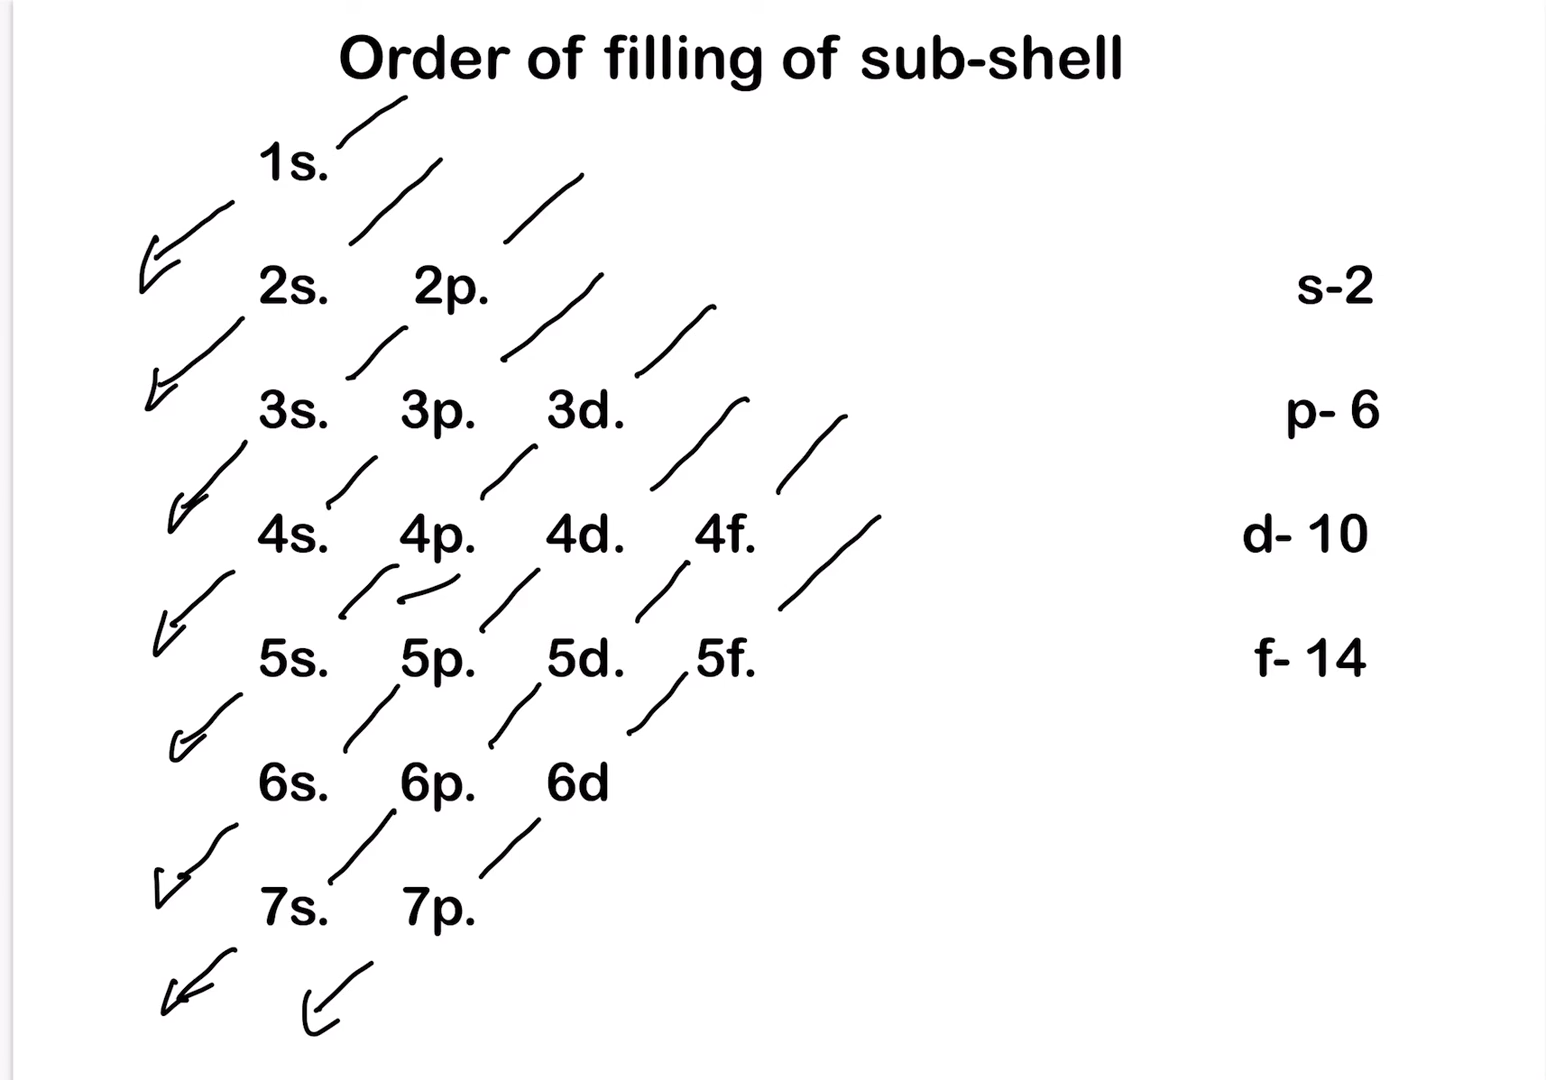 Order of filling of sub-shell
1s.
2s. 2p. s-2
3s. 3p. 3d. p- 6
4s. 4p. 4d. 4f. d- 10
5s. 5p. 5d. 5f. f- 14
6s. 6p. 6d
7s. 7p.